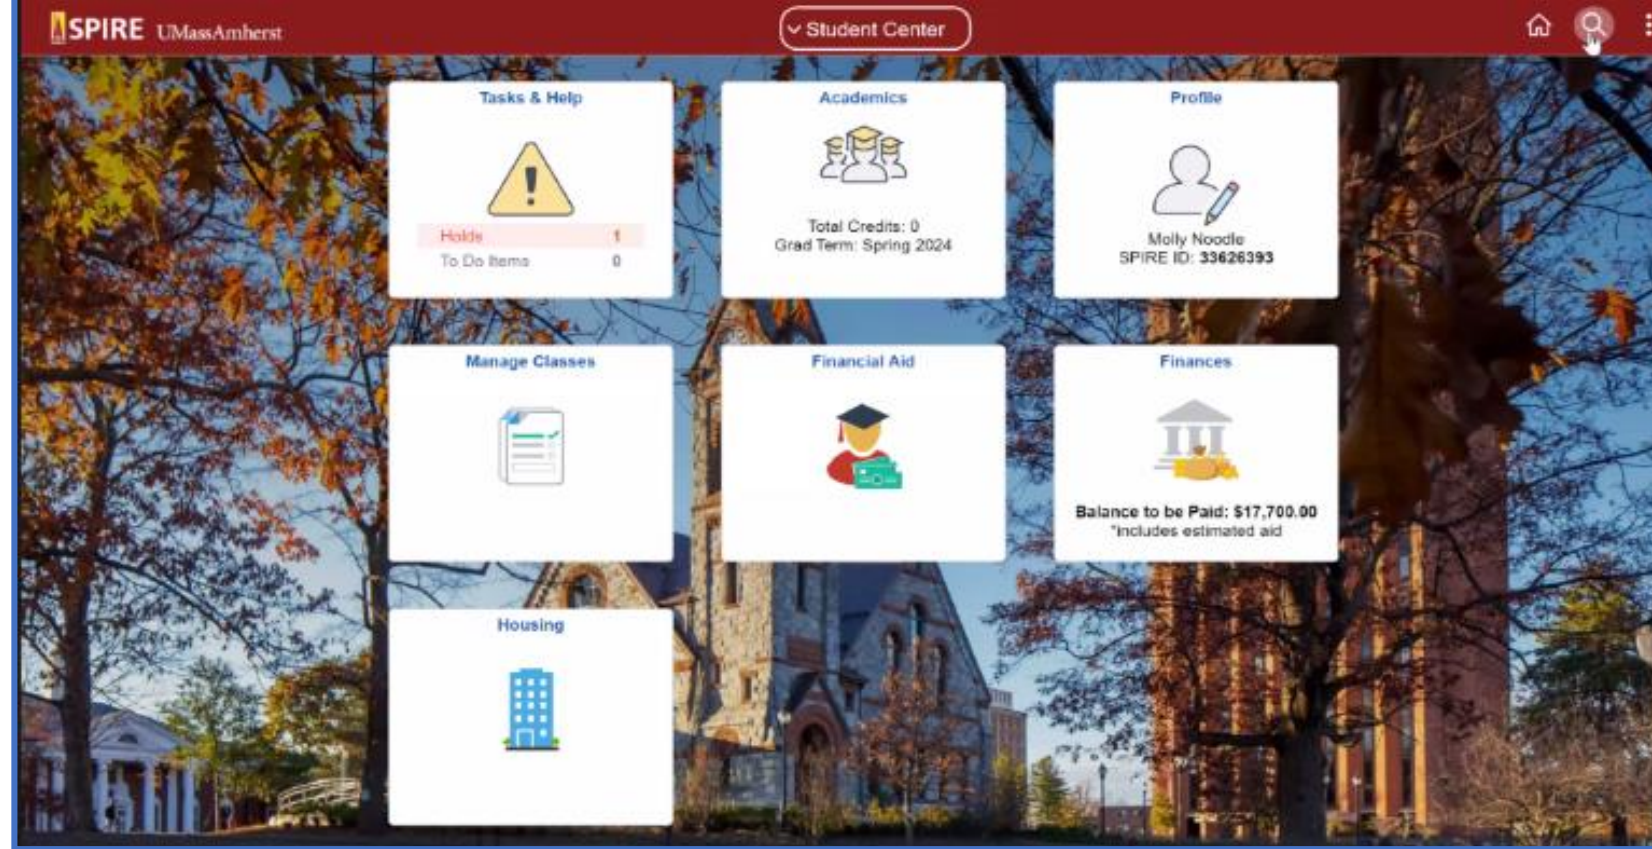 SPIRE UMassAmherst
Student Center
Tasks & Help
Holds 1
To Do Items 0
Academics
Total Credits: 0
Grad Term: Spring 2024
Profile
Molly Noodle
SPIRE ID: 33626393
Manage Classes
Financial Aid
Finances
Balance to be Paid: $17,700.00
*includes estimated aid
Housing